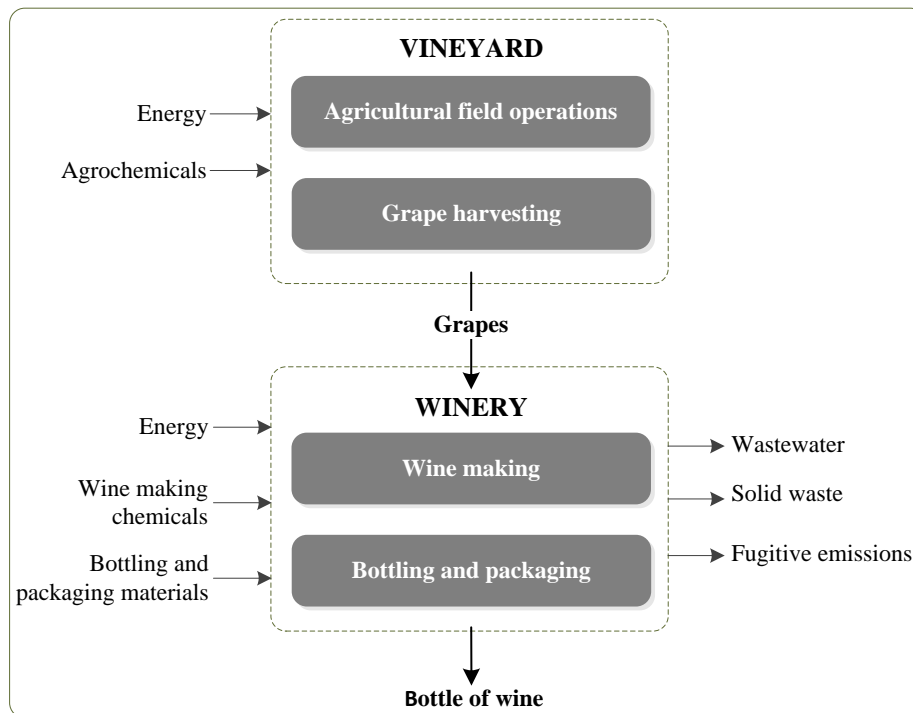 VINEYARD
Energy
Agricultural field operations
Agrochemicals
Grape harvesting
Grapes
WINERY
Energy
Wine making
Wastewater
Wine making
chemicals
Solid waste
Bottling and
packaging materials
Bottling and packaging
Fugitive emissions
Bottle of wine